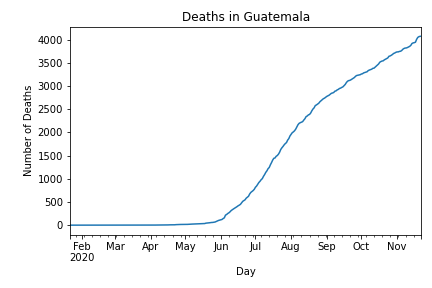 Deaths in Guatemala
Number of Deaths
4000
3500
3000
2500
2000
1500
1000
500
0
Feb Mar Apr May Jun Jul Aug Sep Oct Nov
2020
Day